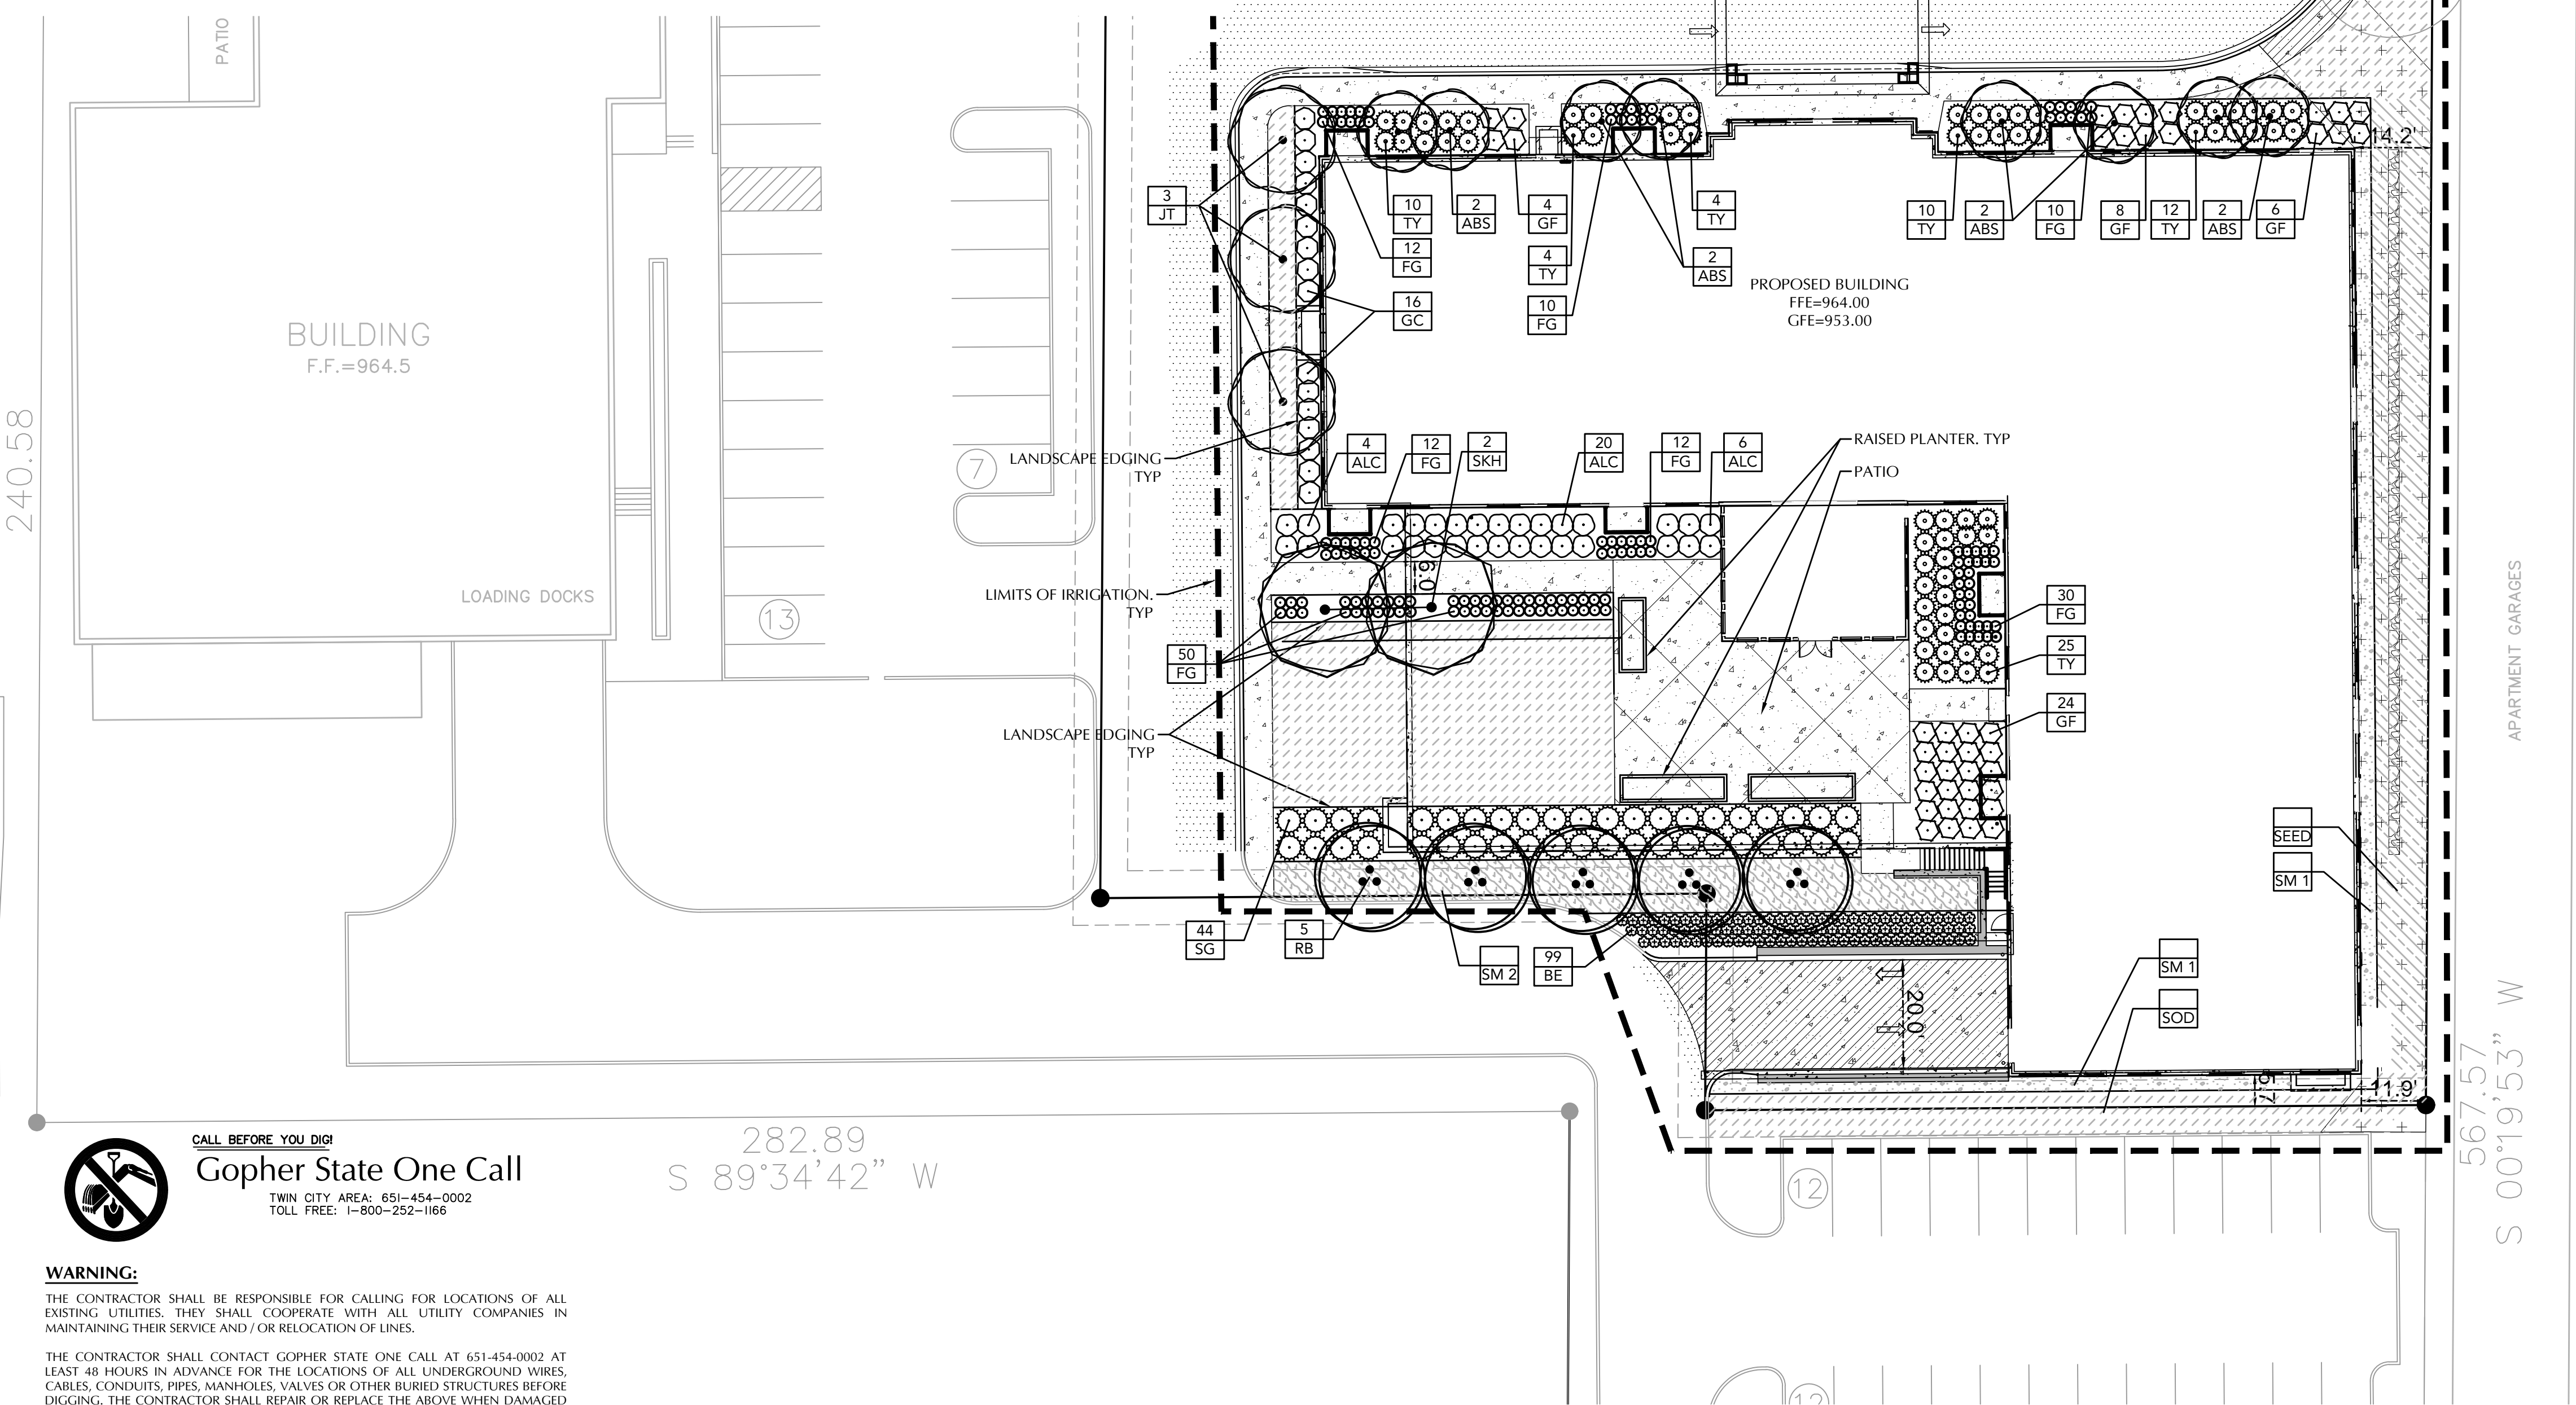 PATIO
14.2'
3
JT
10
TY
2
ABS
4
GF
4
TY
10
TY
2
ABS
10
FG
8
GF
12
TY
2
ABS
6
GF
12
FG
4
TY
2
ABS
16
GC
10
FG
PROPOSED BUILDING
FFE=964.00
GFE=953.00
BUILDING
F.F.=964.5
240.58
7
LANDSCAPE EDGING
TYP
4
ALC
12
FG
2
SKH
20
ALC
12
FG
6
ALC
RAISED PLANTER. TYP
PATIO
LOADING DOCKS
13
LIMITS OF IRRIGATION.
TYP
6.0'
30
FG
25
TY
50
FG
24
GF
APARTMENT GARAGES
LANDSCAPE EDGING
TYP
SEED
SM 1
44
SG
5
RB
SM 2
99
BE
20.0'
SM 1
SOD
5.7'
11.9'
567.57
S 00°19'53" W
282.89
S 89°34'42" W
12
12
CALL BEFORE YOU DIG!
Gopher State One Call
TWIN CITY AREA: 651-454-0002
TOLL FREE: 1-800-252-1166
WARNING:
THE CONTRACTOR SHALL BE RESPONSIBLE FOR CALLING FOR LOCATIONS OF ALL
EXISTING UTILITIES. THEY SHALL COOPERATE WITH ALL UTILITY COMPANIES IN
MAINTAINING THEIR SERVICE AND / OR RELOCATION OF LINES.
THE CONTRACTOR SHALL CONTACT GOPHER STATE ONE CALL AT 651-454-0002 AT
LEAST 48 HOURS IN ADVANCE FOR THE LOCATIONS OF ALL UNDERGROUND WIRES,
CABLES, CONDUITS, PIPES, MANHOLES, VALVES OR OTHER BURIED STRUCTURES BEFORE
DIGGING. THE CONTRACTOR SHALL REPAIR OR REPLACE THE ABOVE WHEN DAMAGED